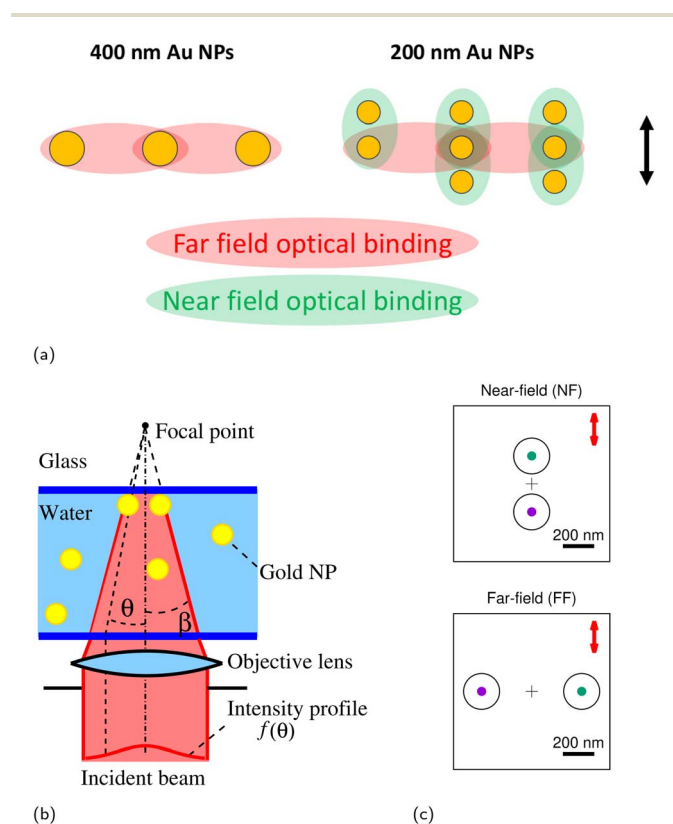 400 nm Au NPs
200 nm Au NPs
Far field optical binding
Near field optical binding
(a)
Focal point
Glass
Water
Gold NP
θ
β
Objective lens
Intensity profile
f(θ)
Incident beam
(b)
Near-field (NF)
200 nm
Far-field (FF)
200 nm
(c)